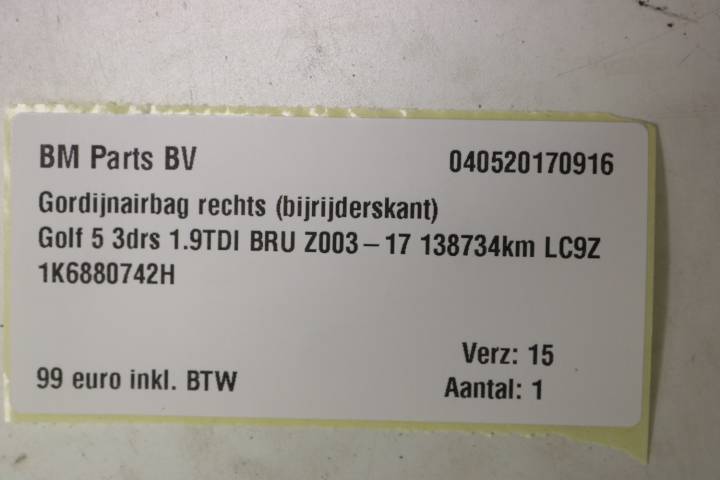 BM Parts BV 040520170916
Gordijnairbag rechts (bijrijderskant)
Golf 5 3drs 1.9TDI BRU Z003-17 138734km LC9Z
1K6880742H
Verz: 15
99 euro inkl. BTW Aantal: 1